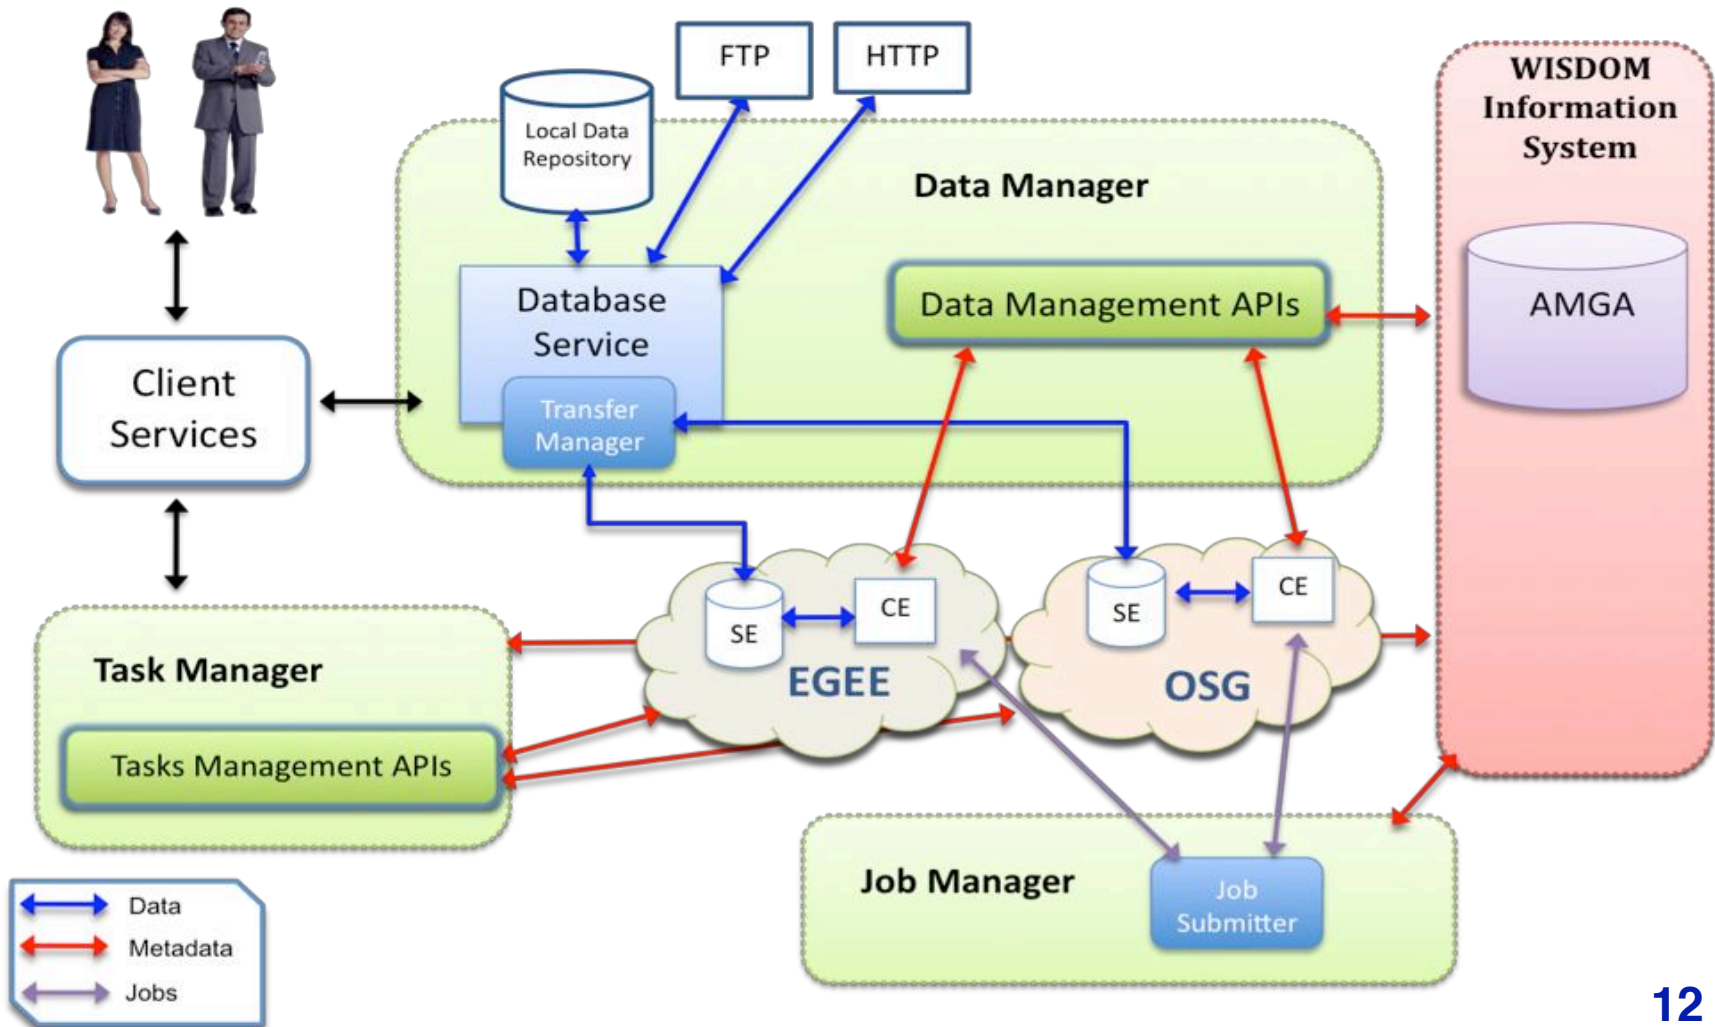 FTP
HTTP
WISDOM
Information
System
Local Data
Repository
Data Manager
Database
Service
Data Management APIs
AMGA
Client
Services
Transfer
Manager
SE
CE
EGEE
SE
CE
OSG
Task Manager
Tasks Management APIs
Job Manager
Job
Submitter
Data
Metadata
Jobs
12